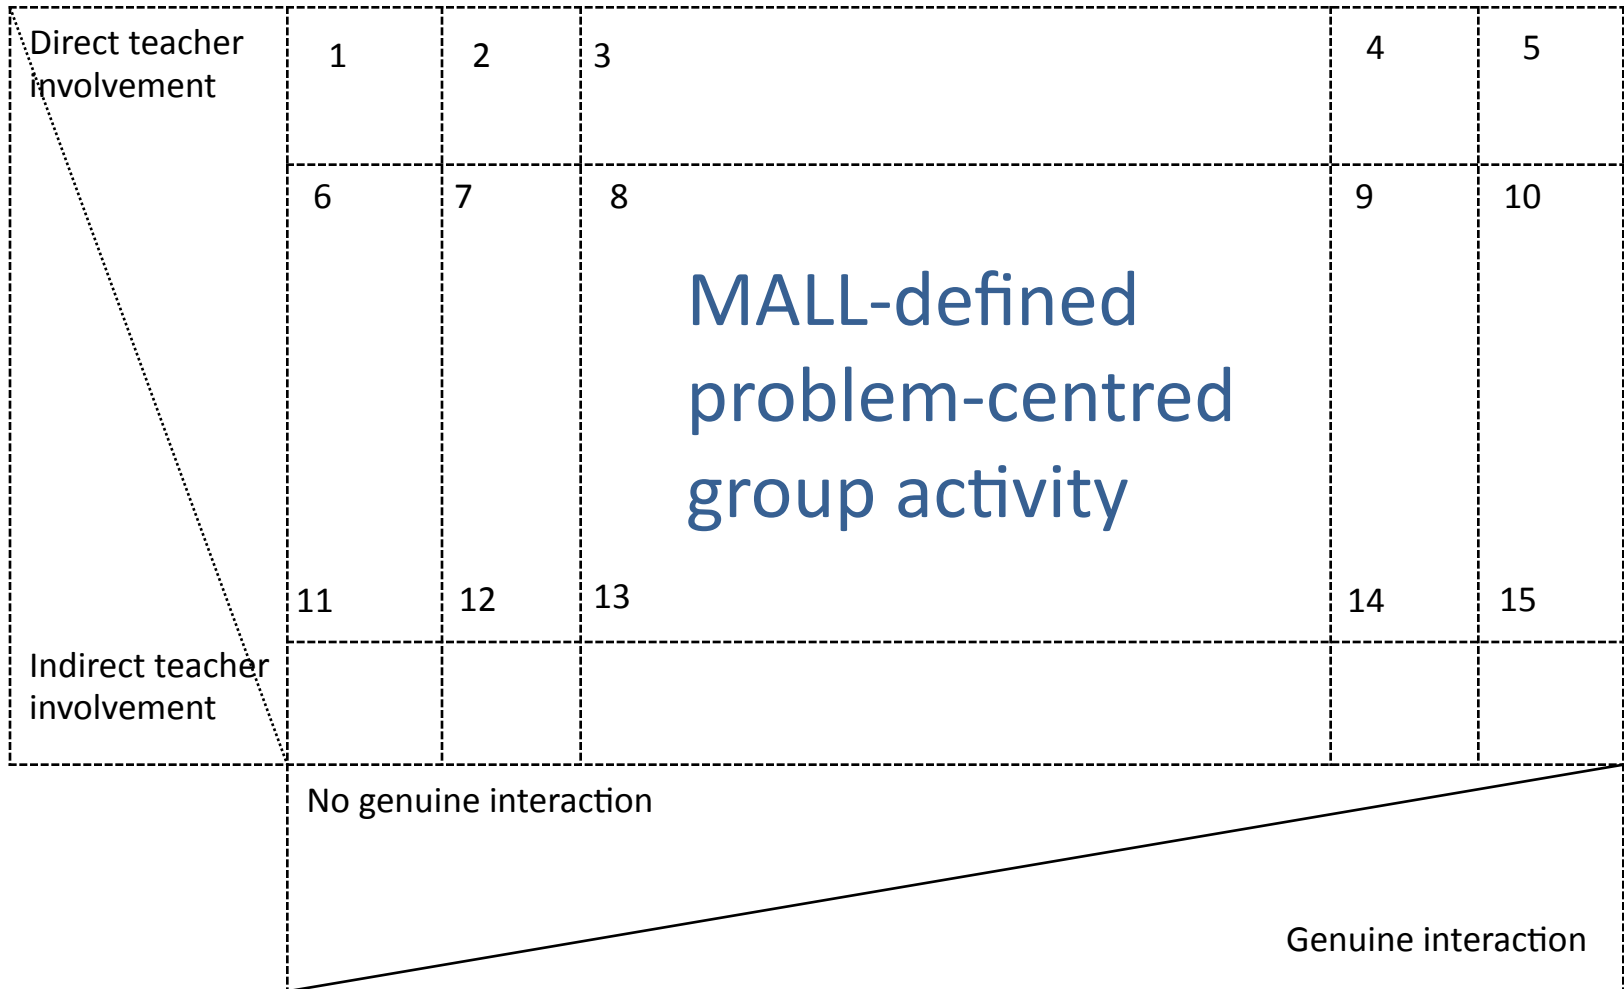 Direct teacher
involvement
1
2
3
4
5
6
7
8
9
10
MALL-defined
problem-centred
group activity
11
12
13
14
15
Indirect teacher
involvement
No genuine interaction
Genuine interaction